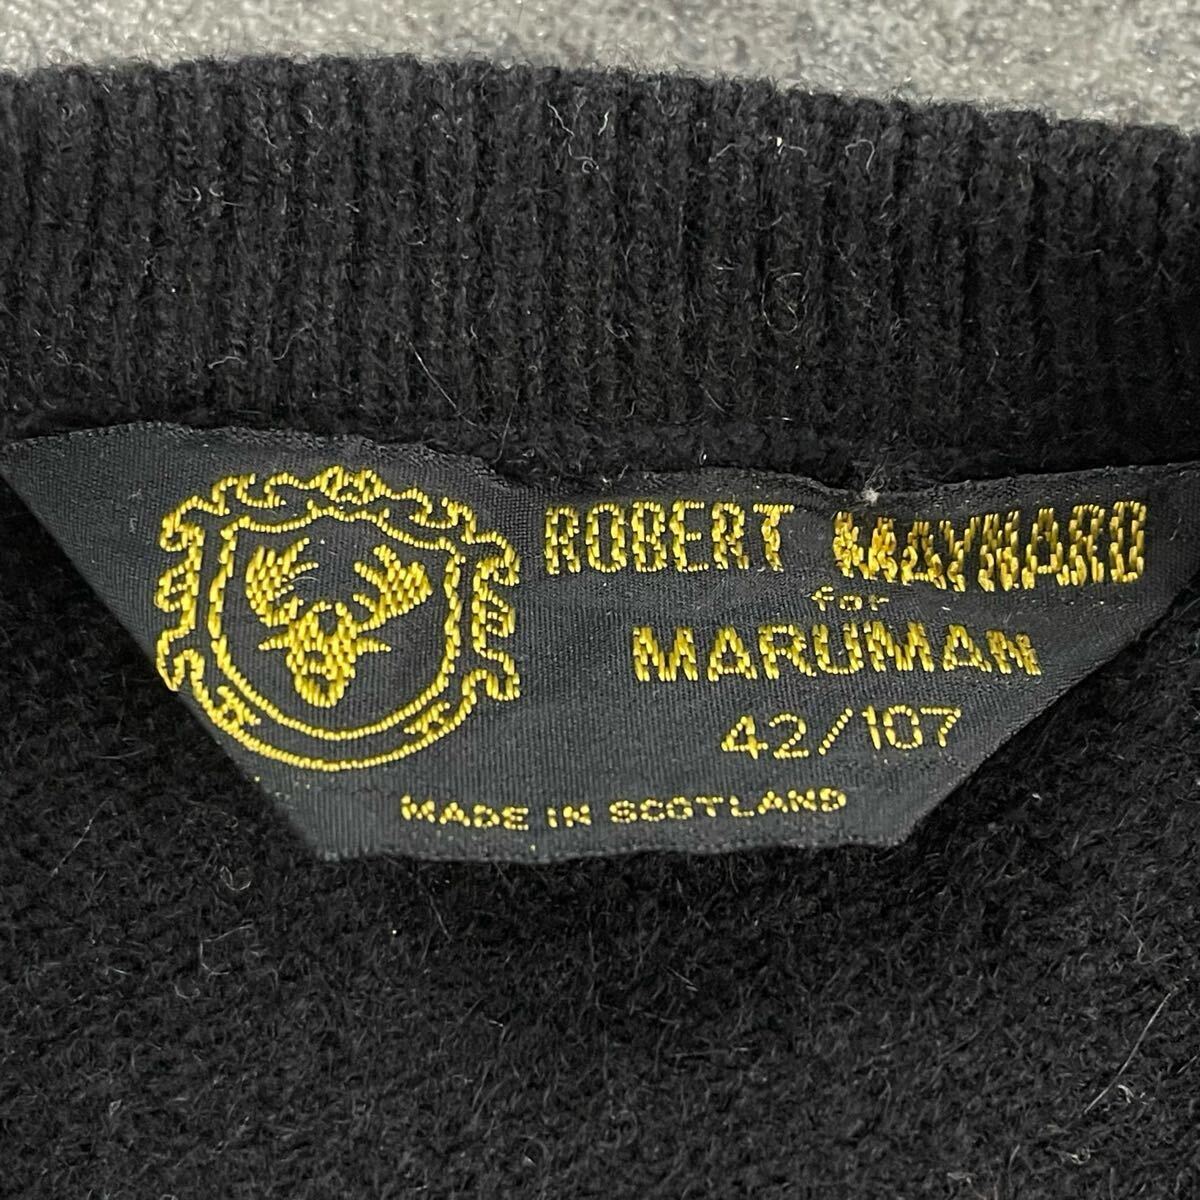 ROBERT MAYNARD
for
MARUMAN
42/107
MADE IN SCOTLAND